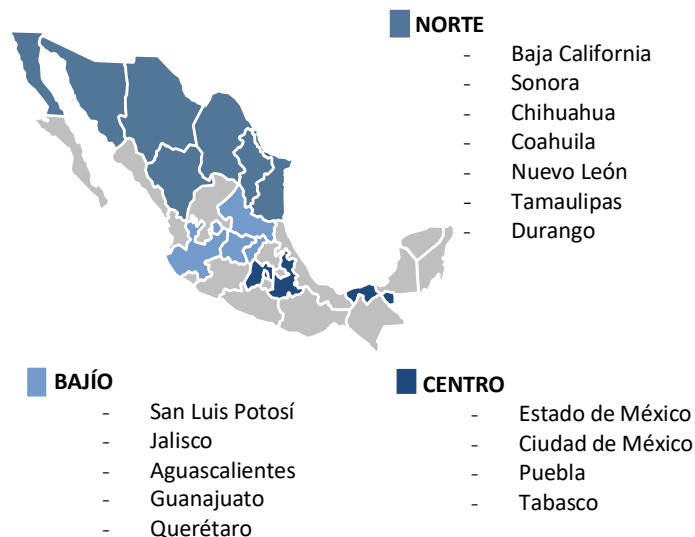 NORTE
- Baja California
- Sonora
- Chihuahua
- Coahuila
- Nuevo León
- Tamaulipas
- Durango
BAJÍO
- San Luis Potosí
- Jalisco
- Aguascalientes
- Guanajuato
- Querétaro
CENTRO
- Estado de México
- Ciudad de México
- Puebla
- Tabasco